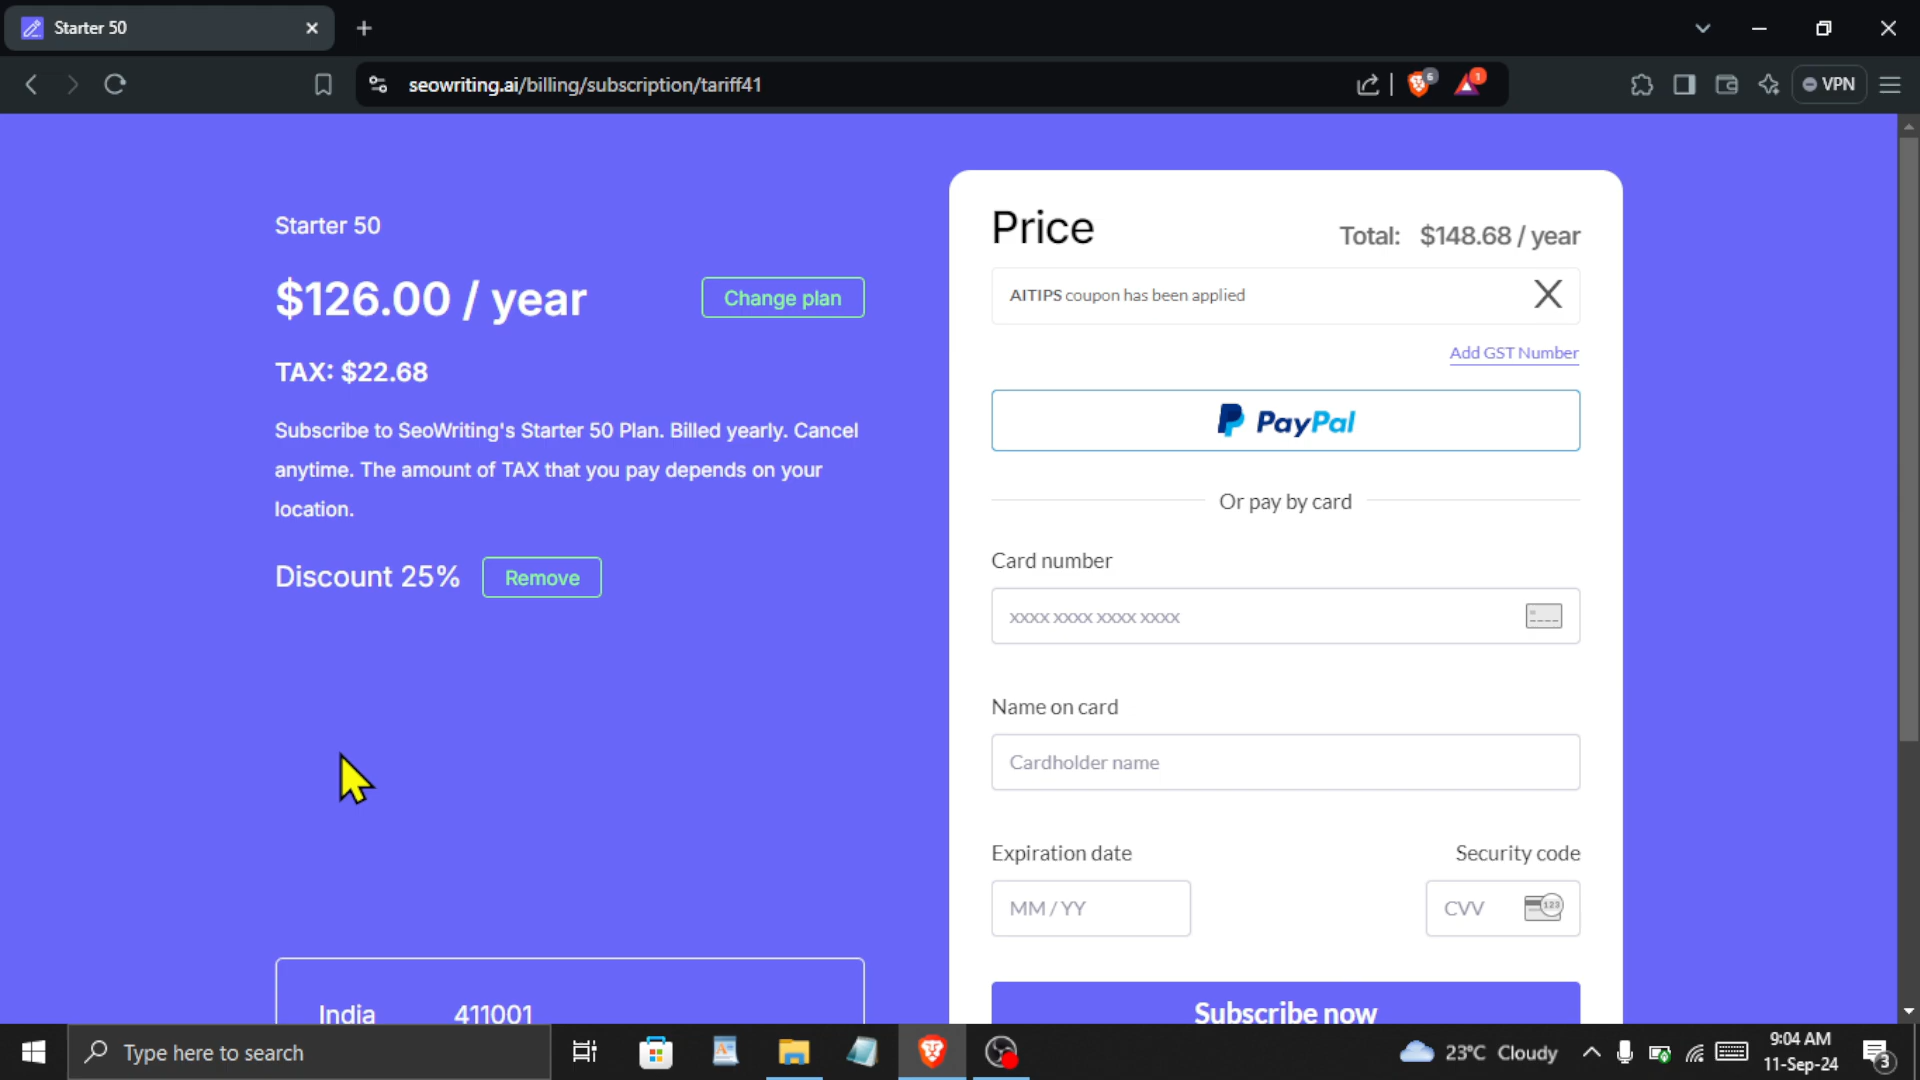 Starter 50
seowriting.ai/billing/subscription/tariff41
6
1
VPN
Starter 50
$126.00 / year
Change plan
TAX: $22.68
Subscribe to SeoWriting's Starter 50 Plan. Billed yearly. Cancel
anytime. The amount of TAX that you pay depends on your
location.
Discount 25%
Remove
India 411001
Price
Total: $148.68 / year
AITIPS coupon has been applied
Add GST Number
PayPal
Or pay by card
Card number
xxxx xxxx xxxx xxxx
Name on card
Cardholder name
Expiration date
Security code
MM / YY
CVV
123
Subscribe now
Type here to search
23°C Cloudy
9:04 AM
11-Sep-24
3